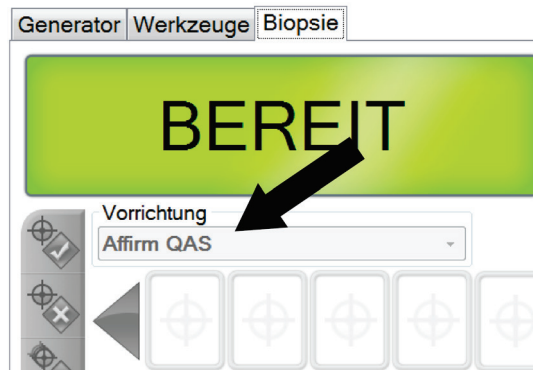 Generator Werkzeuge Biopsie
BEREIT
Vorrichtung
Affirm QAS